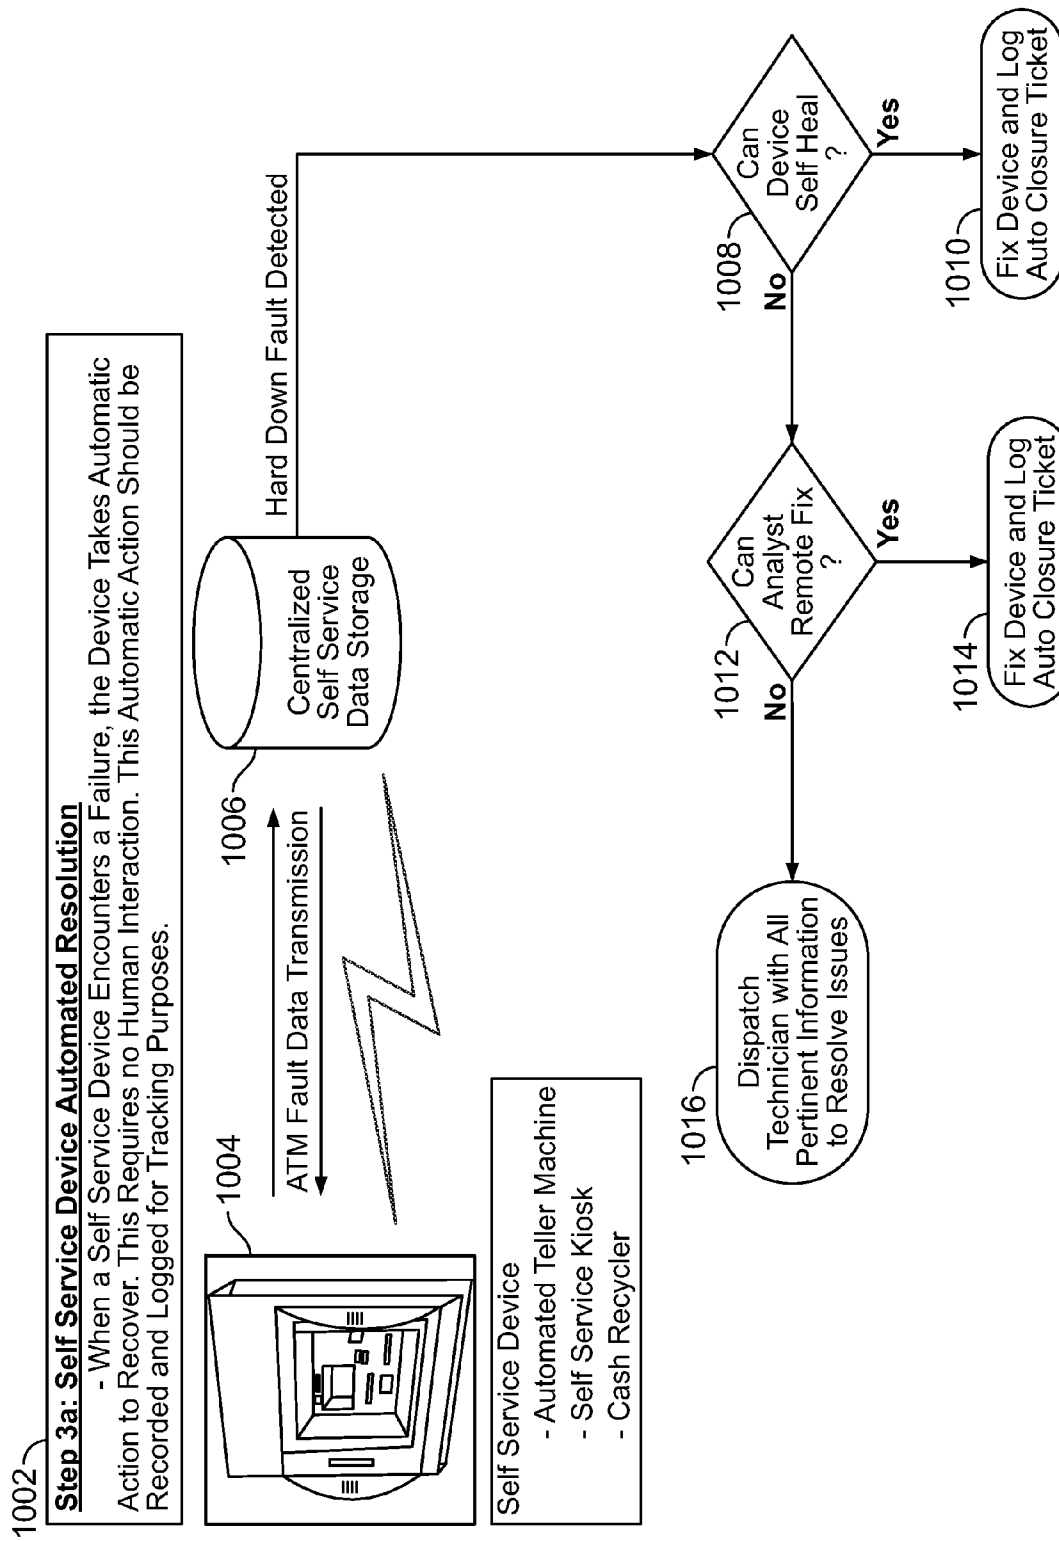 1002
Step 3a: Self Service Device Automated Resolution
- When a Self Service Device Encounters a Failure, the Device Takes Automatic
Action to Recover. This Requires no Human Interaction. This Automatic Action Should be
Recorded and Logged for Tracking Purposes.
1004
ATM Fault Data Transmission
1006
Centralized
Self Service
Data Storage
Hard Down Fault Detected
Self Service Device
- Automated Teller Machine
- Self Service Kiosk
- Cash Recycler
1008
Can
Device
Self Heal
?
No
Yes
1010
Fix Device and Log
Auto Closure Ticket
1012
Can
Analyst
Remote Fix
?
No
Yes
1014
Fix Device and Log
Auto Closure Ticket
1016
Dispatch
Technician with All
Pertinent Information
to Resolve Issues